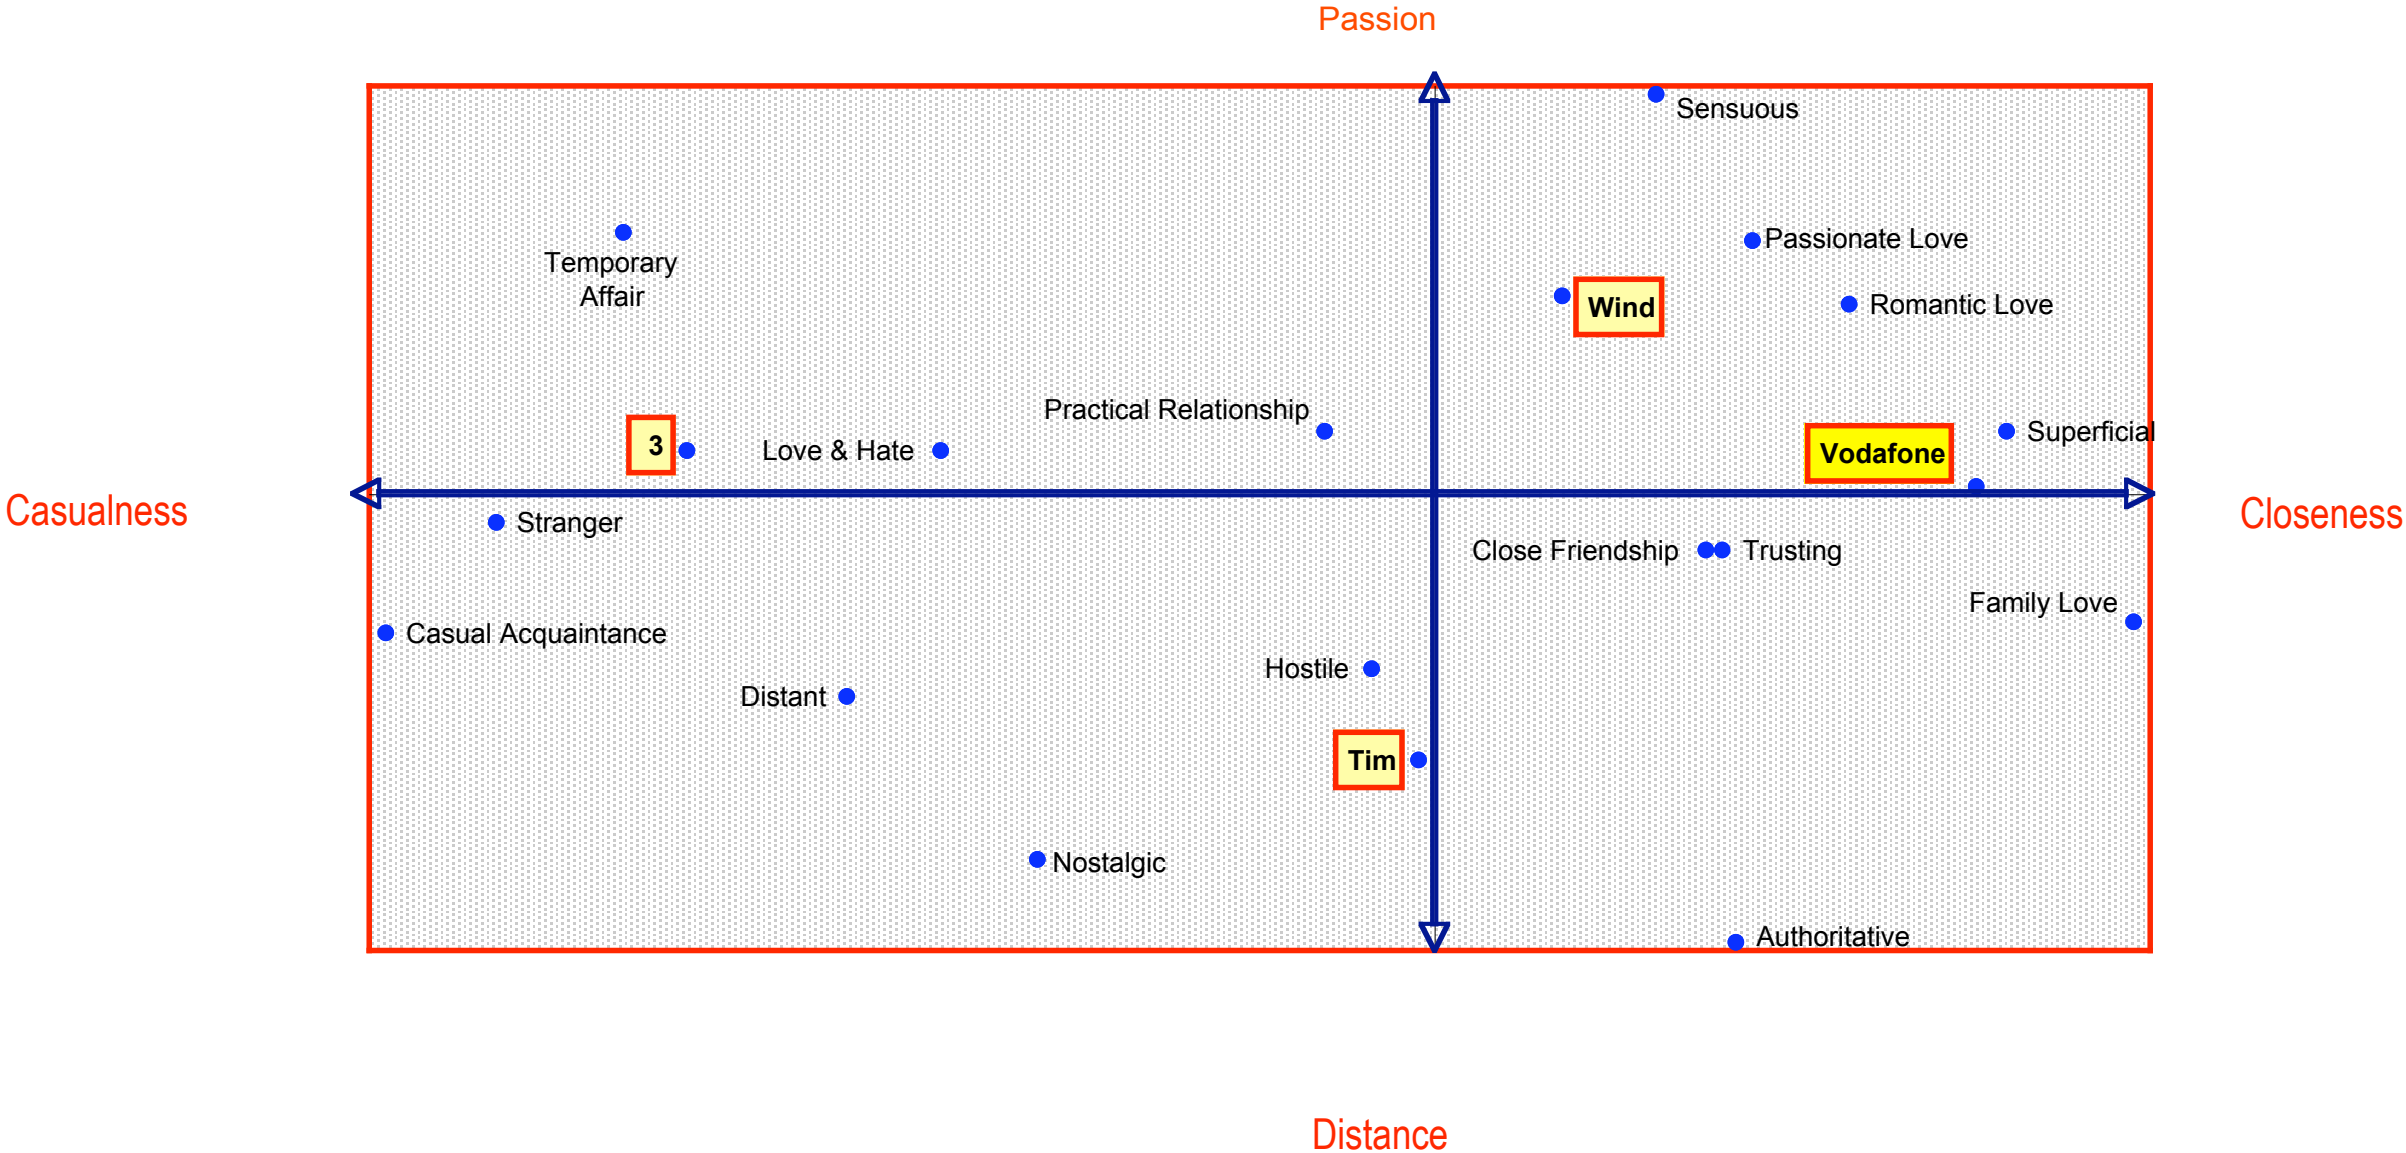 Passion
Sensuous
Passionate Love
Temporary
Affair
Wind
Romantic Love
Practical Relationship
3
Love & Hate
Vodafone
Superficial
Casualness
Closeness
Stranger
Close Friendship
Trusting
Family Love
Casual Acquaintance
Hostile
Distant
Tim
Nostalgic
Authoritative
Distance